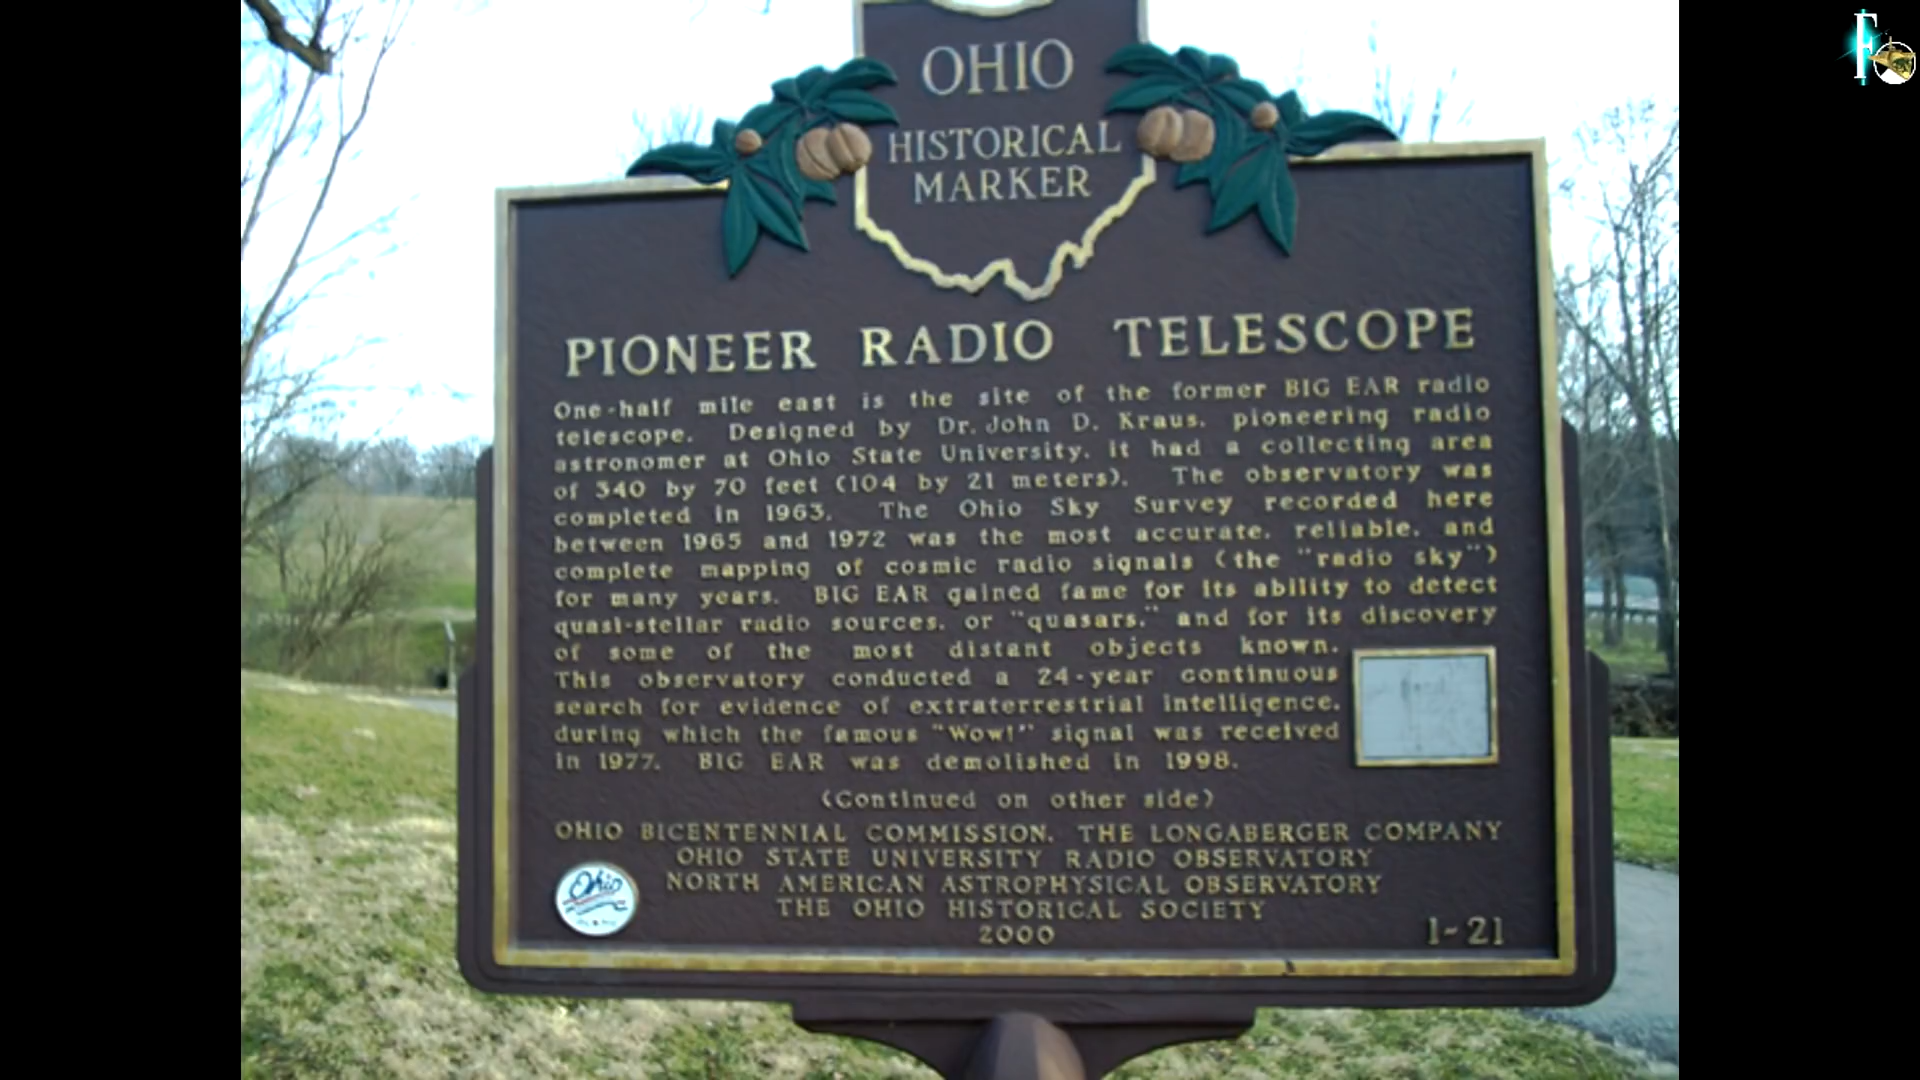 OHIO
HISTORICAL
MARKER
PIONEER RADIO TELESCOPE
One-half mile east is the site of the former BIG EAR radio
telescope. Designed by Dr. John D. Kraus, pioneering radio
astronomer at Ohio State University, it had a collecting area
of 340 by 70 feet (104 by 21 meters). The observatory was
completed in 1963. The Ohio Sky Survey recorded here
between 1965 and 1972 was the most accurate, reliable, and
complete mapping of cosmic radio signals (the "radio sky")
for many years. BIG EAR gained fame for its ability to detect
quasi-stellar radio sources, or "quasars," and for its discovery
of some of the most distant objects known.
This observatory conducted a 24-year continuous
search for evidence of extraterrestrial intelligence,
during which the famous "Wow!" signal was received
in 1977. BIG EAR was demolished in 1998.
(Continued on other side)
OHIO BICENTENNIAL COMMISSION, THE LONGABERGER COMPANY
OHIO STATE UNIVERSITY RADIO OBSERVATORY
NORTH AMERICAN ASTROPHYSICAL OBSERVATORY
THE OHIO HISTORICAL SOCIETY
2000
1-21
Ohio
F